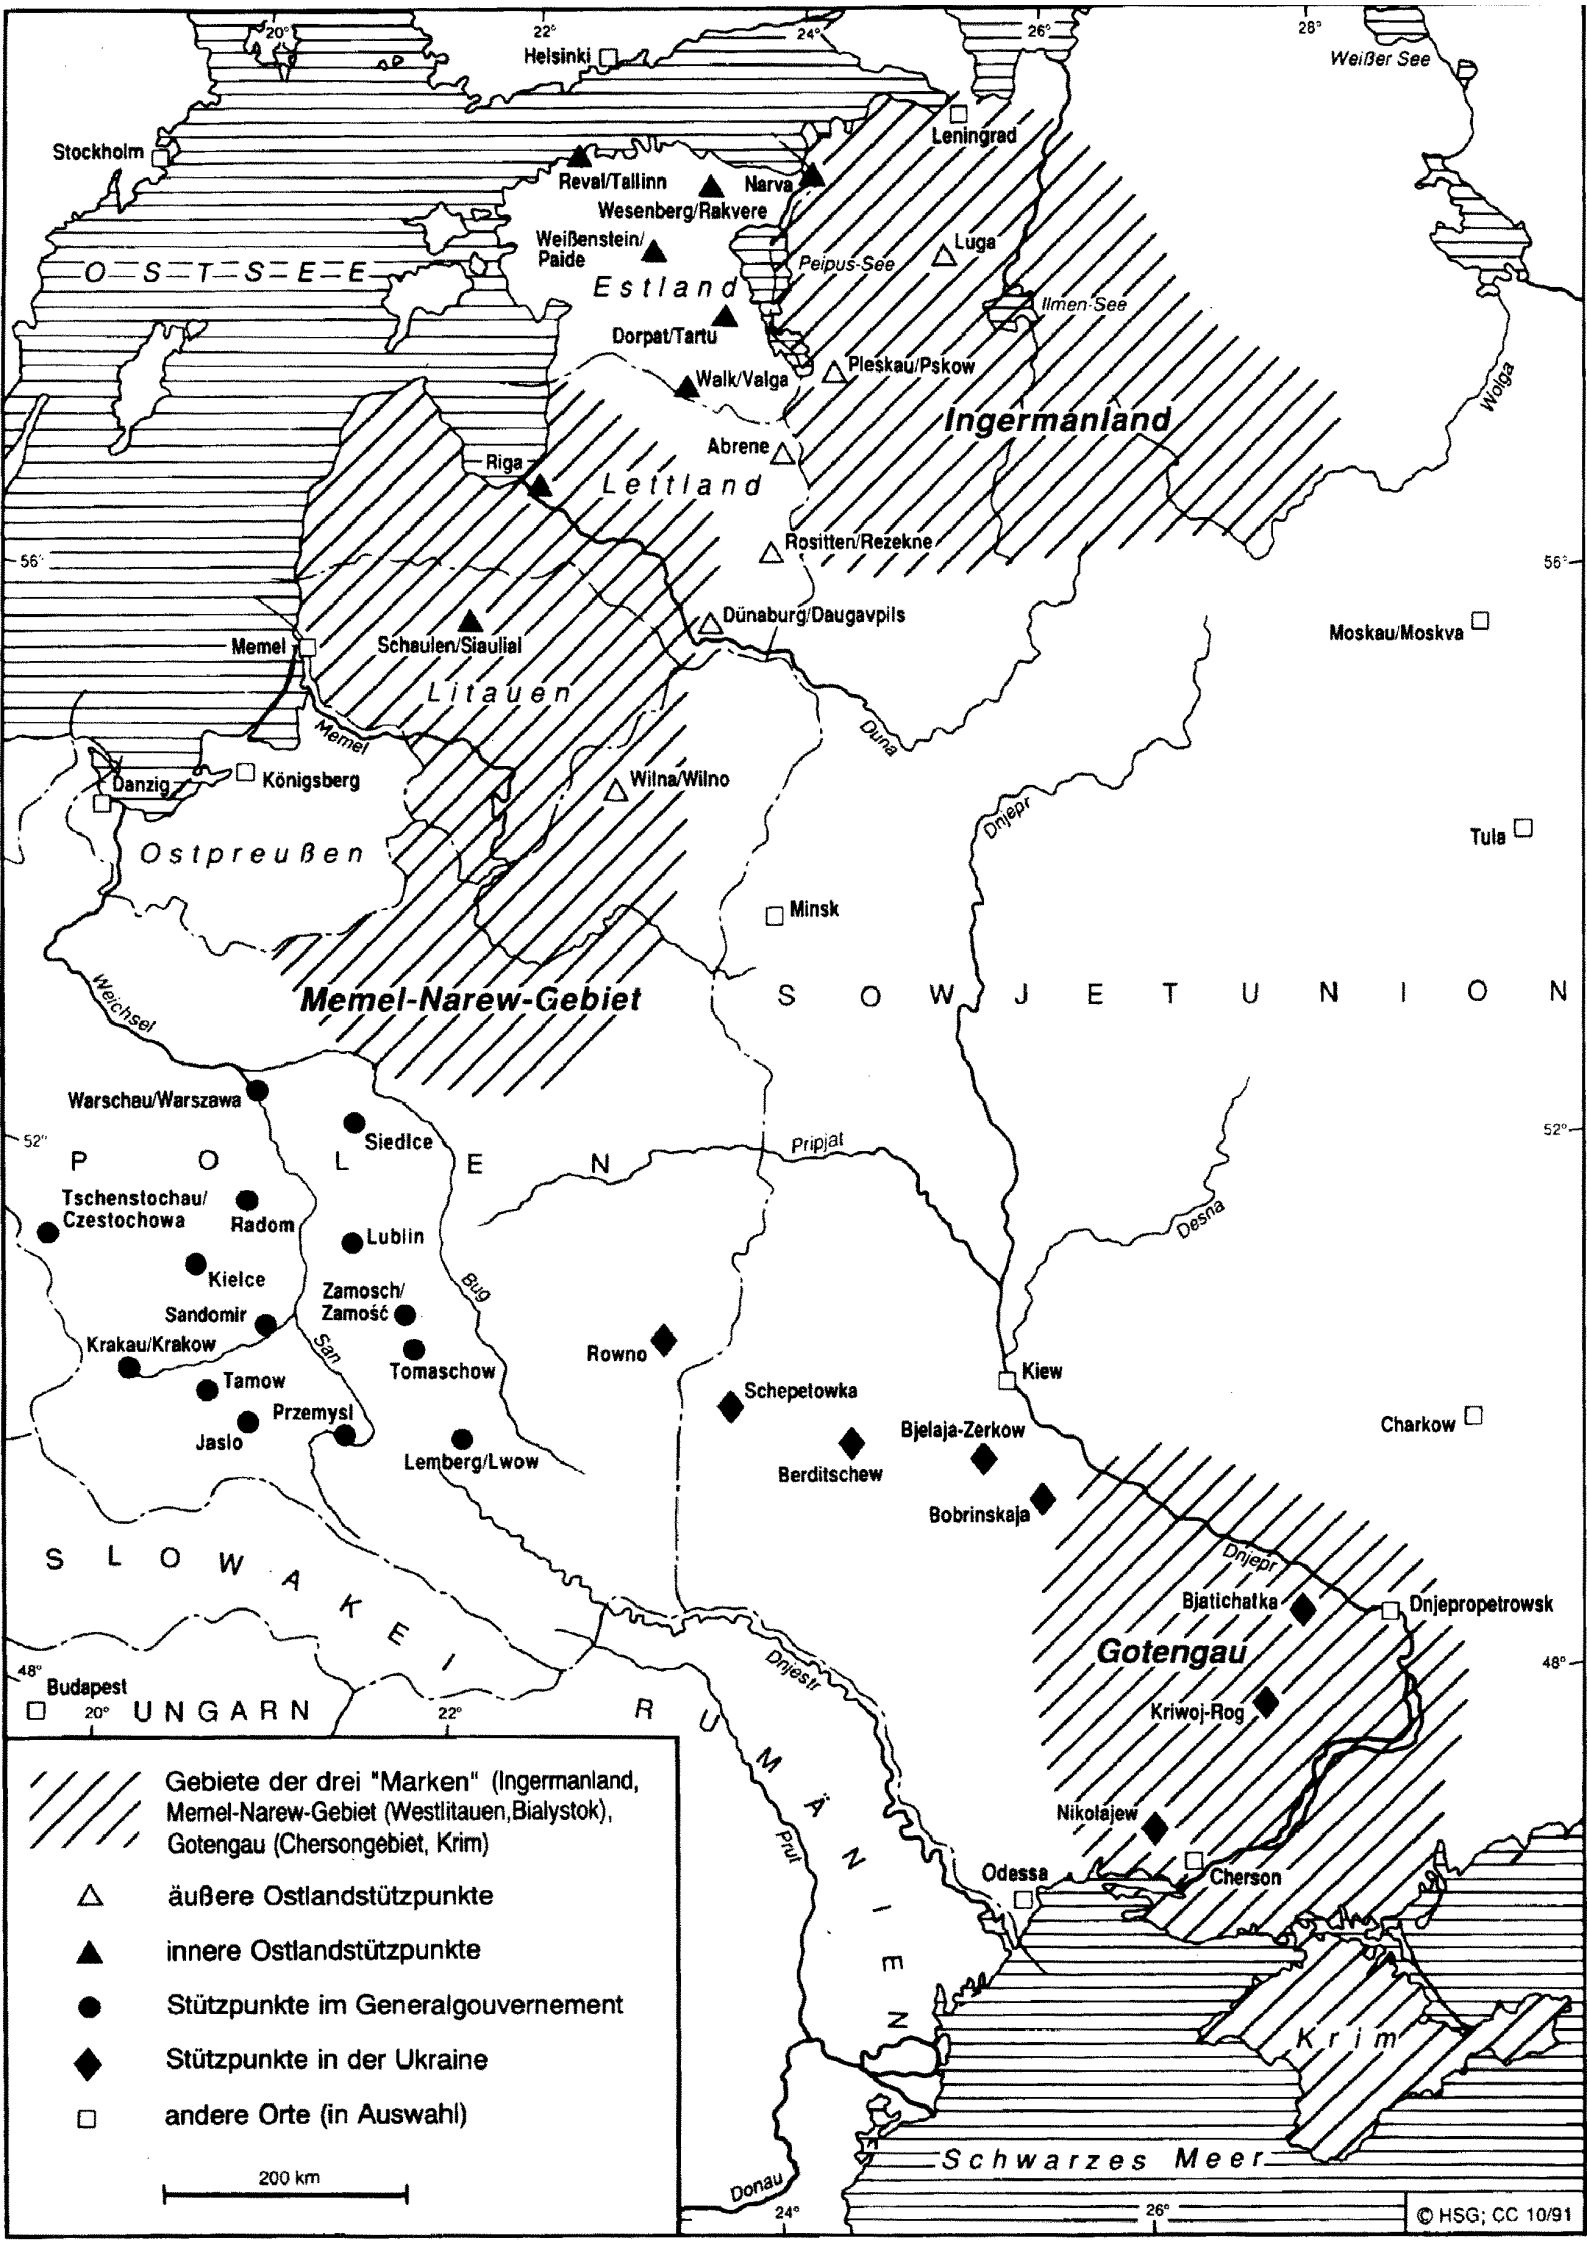 20°
22°
24°
26°
28°
Helsinki
Weißer See
Leningrad
Stockholm
Reval/Tallinn
Narva
Wesenberg/Rakvere
Weißenstein/
Paide
Luga
Peipus-See
OSTSEE
Estland
Ilmen-See
Dorpat/Tartu
Pleskau/Pskow
Walk/Valga
Wolga
Ingermanland
Abrene
Riga
Lettland
Rositten/Rezekne
56°
56°
Dünaburg/Daugavpils
Moskau/Moskva
Memel
Schaulen/Siaulial
Litauen
Memel
Duna
Danzig
Königsberg
Wilna/Wilno
Dnjepr
Tula
Ostpreußen
Minsk
Weichsel
Memel-Narew-Gebiet
SOWJETUNION
Warschau/Warszawa
Siedlce
52°
52°
Pripjat
POLEN
Tschenstochau/
Czestochowa
Radom
Lublin
Desna
Kielce
Bug
Zamosch/
Zamość
Sandomir
Krakau/Krakow
San
Rowno
Tomaschow
Kiew
Tamow
Schepetowka
Przemysl
Jaslo
Charkow
Bjelaja-Zerkow
Lemberg/Lwow
Berditschew
Bobrinskaja
SLOWAKEI
Dnjepr
Bjatichatka
Dnjepropetrowsk
Gotengau
48°
48°
Dnjestr
Budapest
20°
UNGARN
22°
RUMÄNIEN
Kriwoj-Rog
Prut
Nikolajew
Odessa
Cherson
Krim
Schwarzes Meer
Donau
24°
26°
Gebiete der drei "Marken" (Ingermanland,
Memel-Narew-Gebiet (Westlitauen,Bialystok),
Gotengau (Chersongebiet, Krim)
äußere Ostlandstützpunkte
innere Ostlandstützpunkte
Stützpunkte im Generalgouvernement
Stützpunkte in der Ukraine
andere Orte (in Auswahl)
200 km
© HSG; CC 10/91